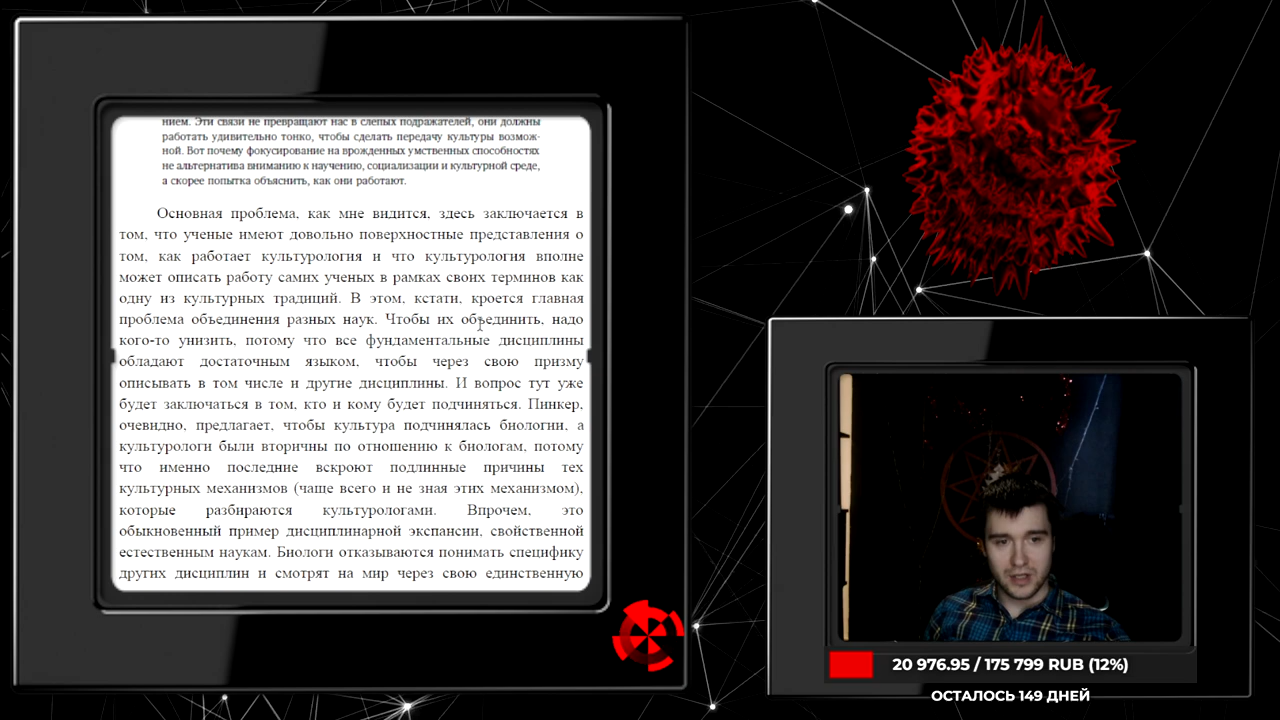 нием. Эти связи не превращают нас в слепых подражателей, они должны
работать удивительно тонко, чтобы сделать передачу культуры возмож-
ной. Вот почему фокусирование на врожденных умственных способностях
не альтернатива вниманию к научению, социализации и культурной среде,
а скорее попытка объяснить, как они работают.
Основная проблема, как мне видится, здесь заключается в
том, что ученые имеют довольно поверхностные представления о
том, как работает культурология и что культурология вполне
может описать работу самих ученых в рамках своих терминов как
одну из культурных традиций. В этом, кстати, кроется главная
проблема объединения разных наук. Чтобы их объединить, надо
кого-то унизить, потому что все фундаментальные дисциплины
обладают достаточным языком, чтобы через свою призму
описывать в том числе и другие дисциплины. И вопрос тут уже
будет заключаться в том, кто и кому будет подчиняться. Пинкер,
очевидно, предлагает, чтобы культура подчинялась биологии, а
культурологи были вторичны по отношению к биологам, потому
что именно последние вскроют подлинные причины тех
культурных механизмов (чаще всего и не зная этих механизмом),
которые разбираются культурологами. Впрочем, это
обыкновенный пример дисциплинарной экспансии, свойственной
естественным наукам. Биологи отказываются понимать специфику
других дисциплин и смотрят на мир через свою единственную
20 976.95 / 175 799 RUB (12%)
ОСТАЛОСЬ 149 ДНЕЙ